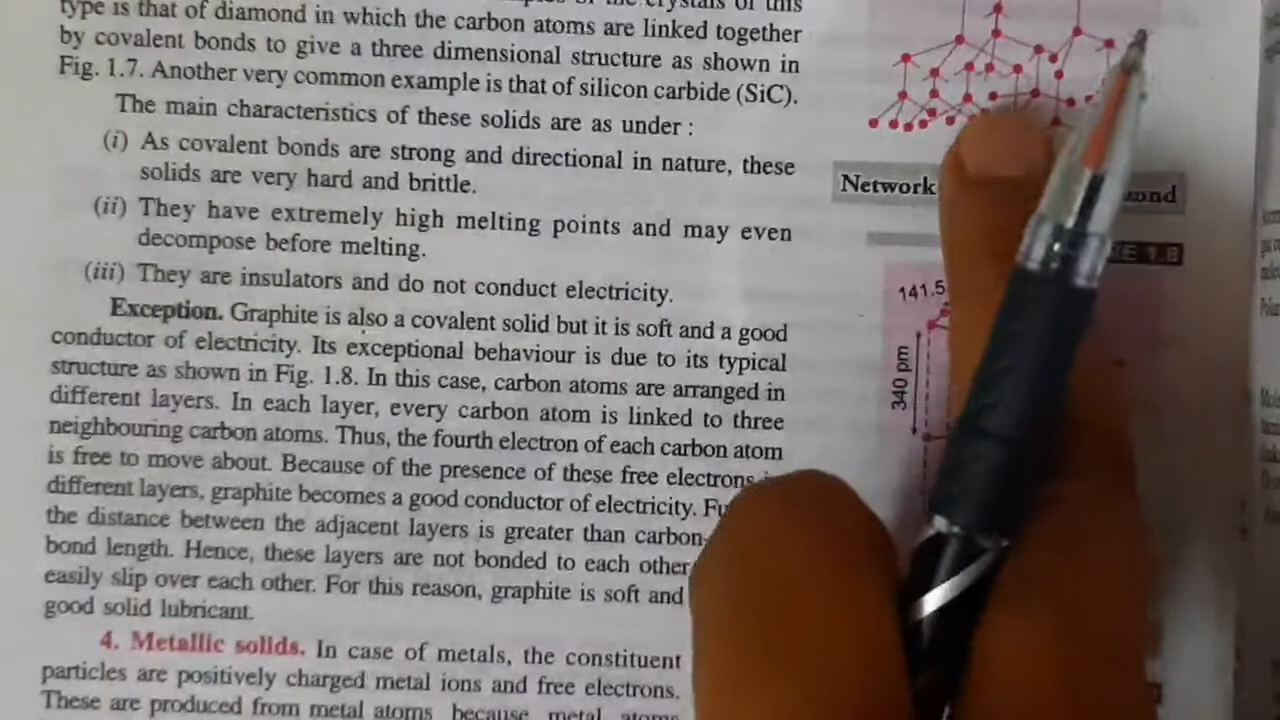 type is that of diamond in which the carbon atoms are linked together
by covalent bonds to give a three dimensional structure as shown in
Fig. 1.7. Another very common example is that of silicon carbide (SiC).
The main characteristics of these solids are as under :
(i) As covalent bonds are strong and directional in nature, these
solids are very hard and brittle.
(ii) They have extremely high melting points and may even
decompose before melting.
(iii) They are insulators and do not conduct electricity.
Exception. Graphite is also a covalent solid but it is soft and a good
conductor of electricity. Its exceptional behaviour is due to its typical
structure as shown in Fig. 1.8. In this case, carbon atoms are arranged in
different layers. In each layer, every carbon atom is linked to three
neighbouring carbon atoms. Thus, the fourth electron of each carbon atom
is free to move about. Because of the presence of these free electrons
different layers, graphite becomes a good conductor of electricity.
the distance between the adjacent layers is greater than carbon-
bond length. Hence, these layers are not bonded to each other
easily slip over each other. For this reason, graphite is soft and
good solid lubricant.
4. Metallic solids. In case of metals, the constituent
particles are positively charged metal ions and free electrons.
These are produced from metal atoms because metal atoms
Network
1.8
141.5
340 pm